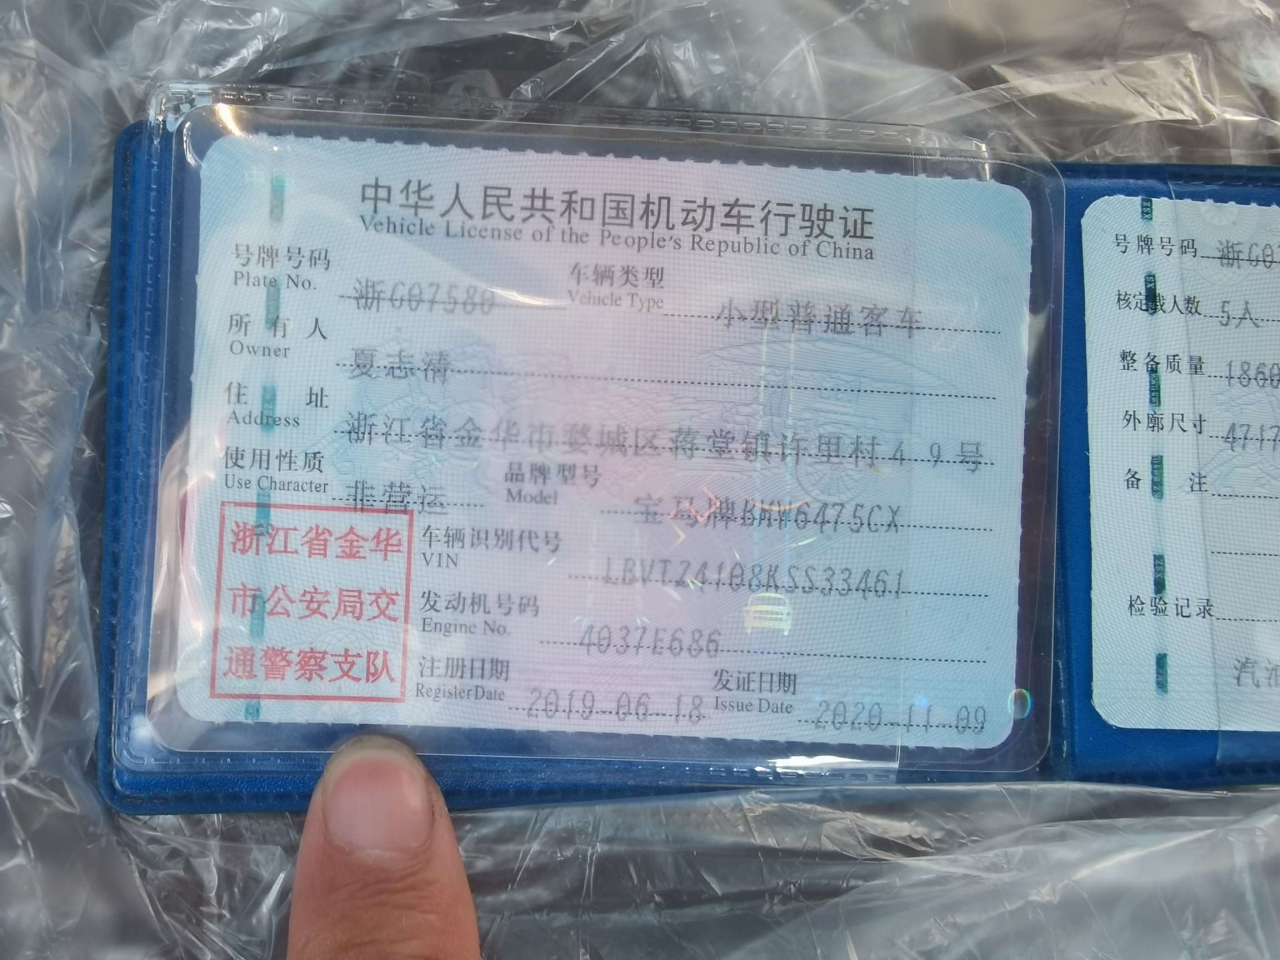 中华人民共和国机动车行驶证
Vehicle License of the People's Republic of China
号牌号码 浙G07580 车辆类型 小型普通客车
Plate No. Vehicle Type
所有人 夏志清
Owner
住址 浙江省金华市婺城区蒋堂镇许里村49号
Address
使用性质 非营运 品牌型号 宝马牌BMW6475CX
Use Character Model
浙江省金华
市公安局交
通警察支队
车辆识别代号 LBVTZ4108KSS33461
VIN
发动机号码 4037E686
Engine No.
注册日期 2019-06-18 发证日期 2020-11-09
Register Date Issue Date
号牌号码 浙G0
核定载人数 5人
整备质量 1860
外廓尺寸 4717
备注
检验记录
汽油